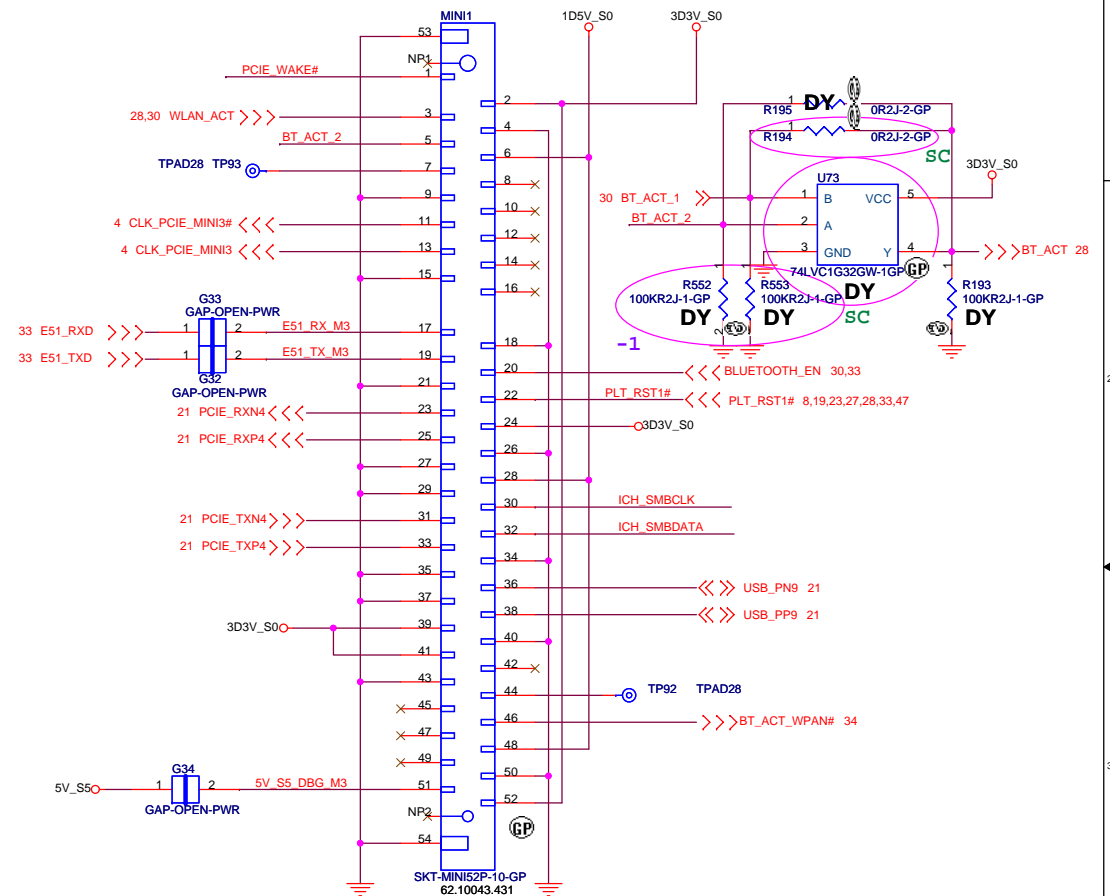 MINI1
1D5V_S0
3D3V_S0
53
NP1
PCIE_WAKE#
1
2
28,30 WLAN_ACT
3
4
BT_ACT_2
5
6
TPAD28 TP93
7
8
9
10
4 CLK_PCIE_MINI3#
11
12
4 CLK_PCIE_MINI3
13
14
15
16
G33
GAP-OPEN-PWR
33 E51_RXD
1
2
E51_RX_M3
17
18
33 E51_TXD
1
2
E51_TX_M3
19
G32
GAP-OPEN-PWR
20
BLUETOOTH_EN 30,33
21
22
PLT_RST1#
PLT_RST1# 8,19,23,27,28,33,47
21 PCIE_RXN4
23
24
3D3V_S0
21 PCIE_RXP4
25
26
27
28
29
30
ICH_SMBCLK
21 PCIE_TXN4
31
32
ICH_SMBDATA
21 PCIE_TXP4
33
34
35
36
USB_PN9 21
37
38
USB_PP9 21
3D3V_S0
39
40
41
42
43
44
TP92 TPAD28
45
46
BT_ACT_WPAN# 34
47
48
49
50
G34
5V_S5
1
2
5V_S5_DBG_M3
51
GAP-OPEN-PWR
52
NP2
GP
54
SKT-MINI52P-10-GP
62.10043.431
1
DY
R195
0R2J-2-GP
1
R194
0R2J-2-GP
SC
3D3V_S0
U73
30 BT_ACT_1
1
B
VCC
5
BT_ACT_2
2
A
3
GND
Y
4
BT_ACT 28
74LVC1G32GW-1GP
GP
DY
SC
1
R552
100KR2J-1-GP
DY
2
1
R553
100KR2J-1-GP
DY
-1
1
R193
100KR2J-1-GP
DY
2
3